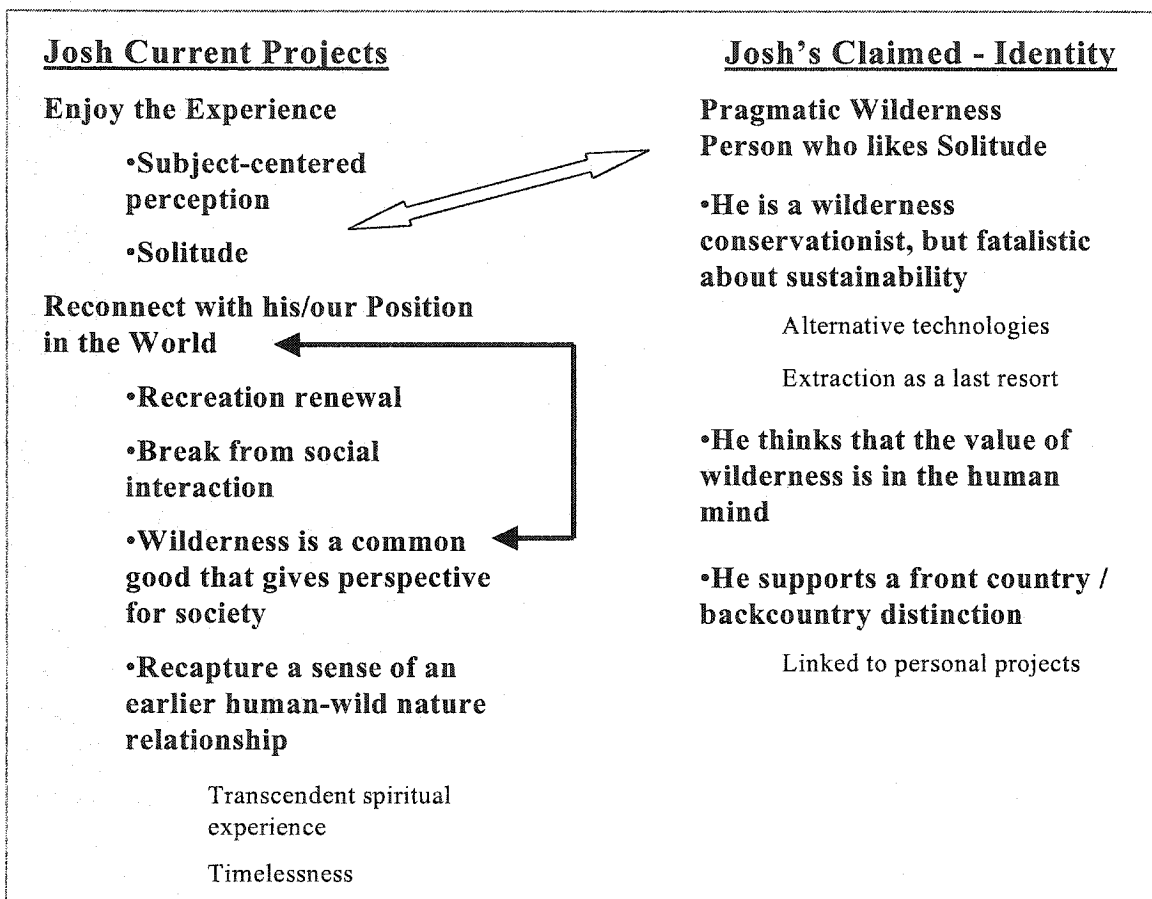 Josh Current Projects
Enjoy the Experience
•Subject-centered
perception
•Solitude
Reconnect with his/our Position
in the World
•Recreation renewal
•Break from social
interaction
•Wilderness is a common
good that gives perspective
for society
•Recapture a sense of an
earlier human-wild nature
relationship
Transcendent spiritual
experience
Timelessness
Josh's Claimed - Identity
Pragmatic Wilderness
Person who likes Solitude
•He is a wilderness
conservationist, but fatalistic
about sustainability
Alternative technologies
Extraction as a last resort
•He thinks that the value of
wilderness is in the human
mind
•He supports a front country /
backcountry distinction
Linked to personal projects